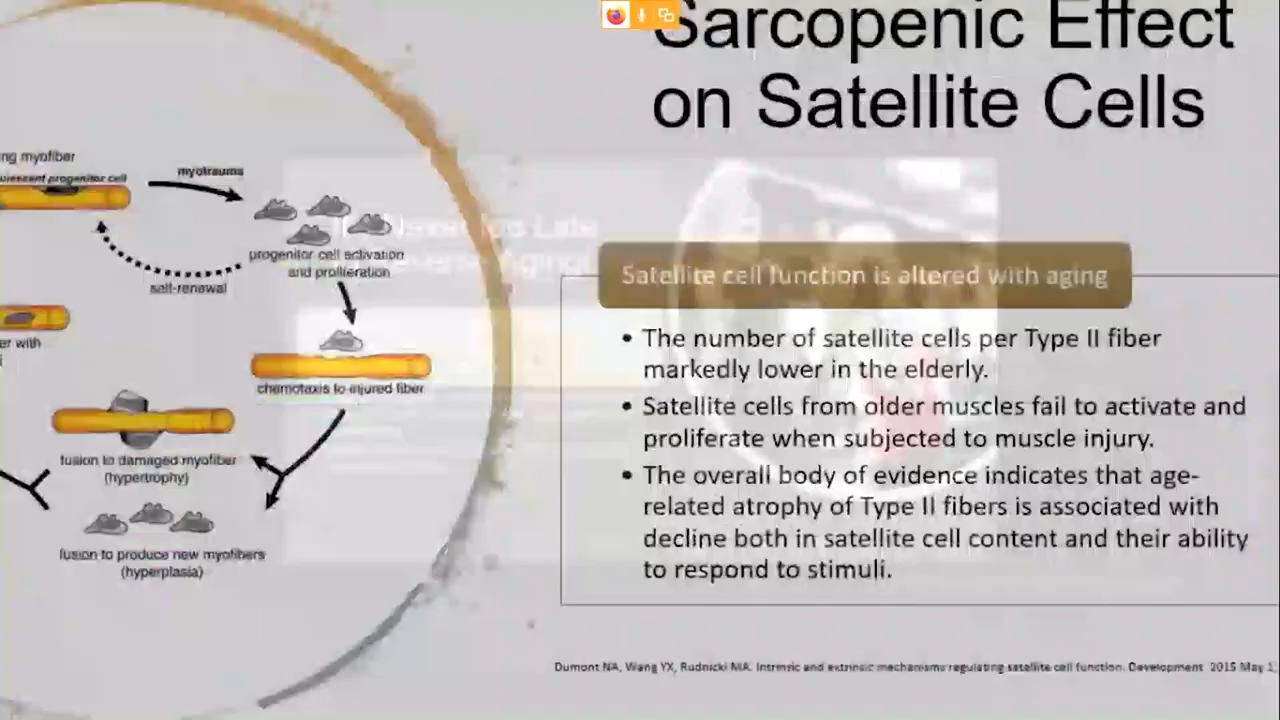 Sarcopenic Effect
on Satellite Cells
ng myofiber
progenitor cell
myotrauma
progenitor cell activation
and proliferation
self-renewal
er with
chemotaxis to injured fiber
fusion to damaged myofiber
(hypertrophy)
fusion to produce new myofibers
(hyperplasia)
Never Too Late
Aging
Satellite cell function is altered with aging
• The number of satellite cells per Type II fiber
markedly lower in the elderly.
• Satellite cells from older muscles fail to activate and
proliferate when subjected to muscle injury.
• The overall body of evidence indicates that age-
related atrophy of Type II fibers is associated with
decline both in satellite cell content and their ability
to respond to stimuli.
Dumont NA, Wang YX, Rudnicki MA. Intrinsic and extrinsic mechanisms regulating satellite cell function. Development 2015 May 1,